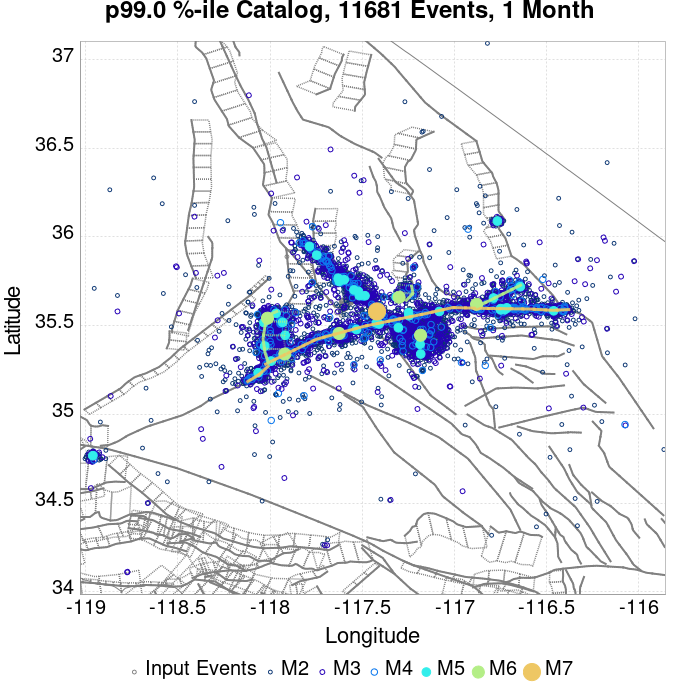 p99.0 %-ile Catalog, 11681 Events, 1 Month
37
36.5
36
35.5
35
34.5
34
Latitude
-119 -118.5 -118 -117.5 -117 -116.5 -116
Longitude
Input Events M2 M3 M4 M5 M6 M7